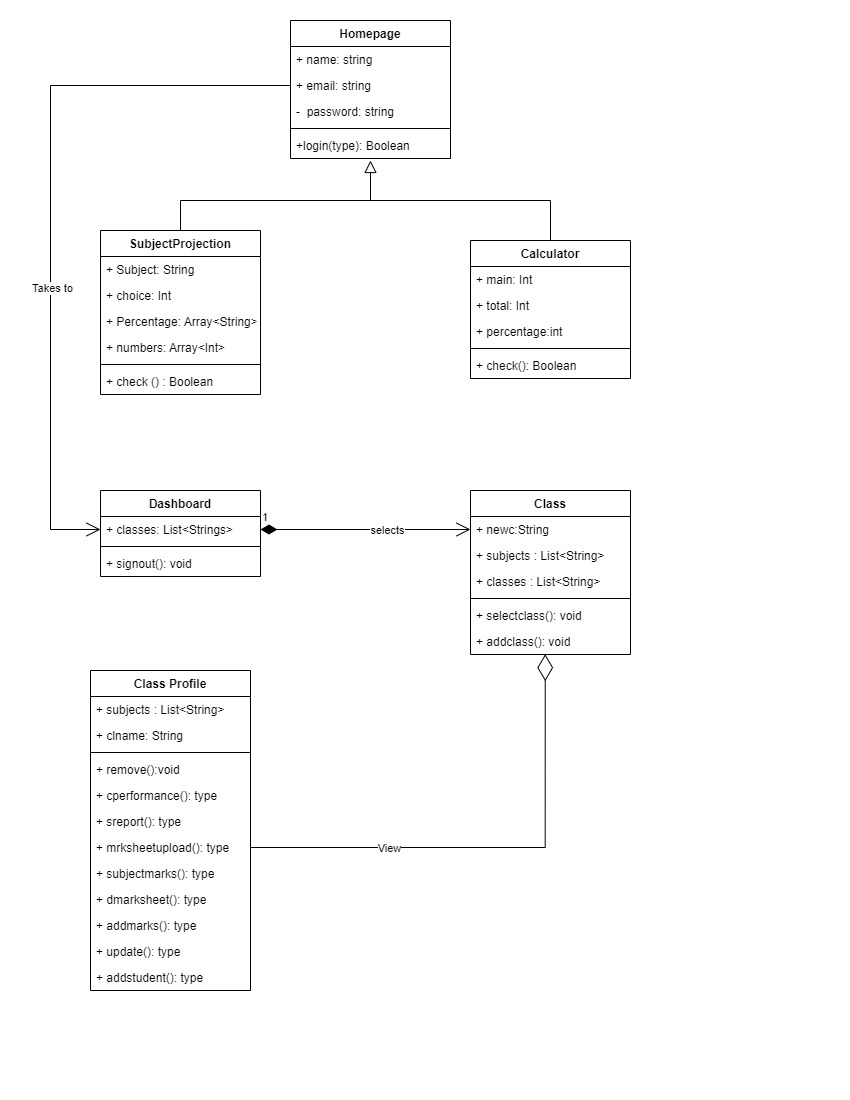 Homepage
+ name: string
+ email: string
-  password: string
+login(type): Boolean
SubjectProjection
+ Subject: String
+ choice: Int
+ Percentage: Array<String>
+ numbers: Array<Int>
+ check () : Boolean
Calculator
+ main: Int
+ total: Int
+ percentage:int
+ check(): Boolean
Takes to
Dashboard
+ classes: List<Strings>
+ signout(): void
1
selects
Class
+ newc:String
+ subjects : List<String>
+ classes : List<String>
+ selectclass(): void
+ addclass(): void
Class Profile
+ subjects : List<String>
+ clname: String
+ remove():void
+ cperformance(): type
+ sreport(): type
+ mrksheetupload(): type
+ subjectmarks(): type
+ dmarksheet(): type
+ addmarks(): type
+ update(): type
+ addstudent(): type
View